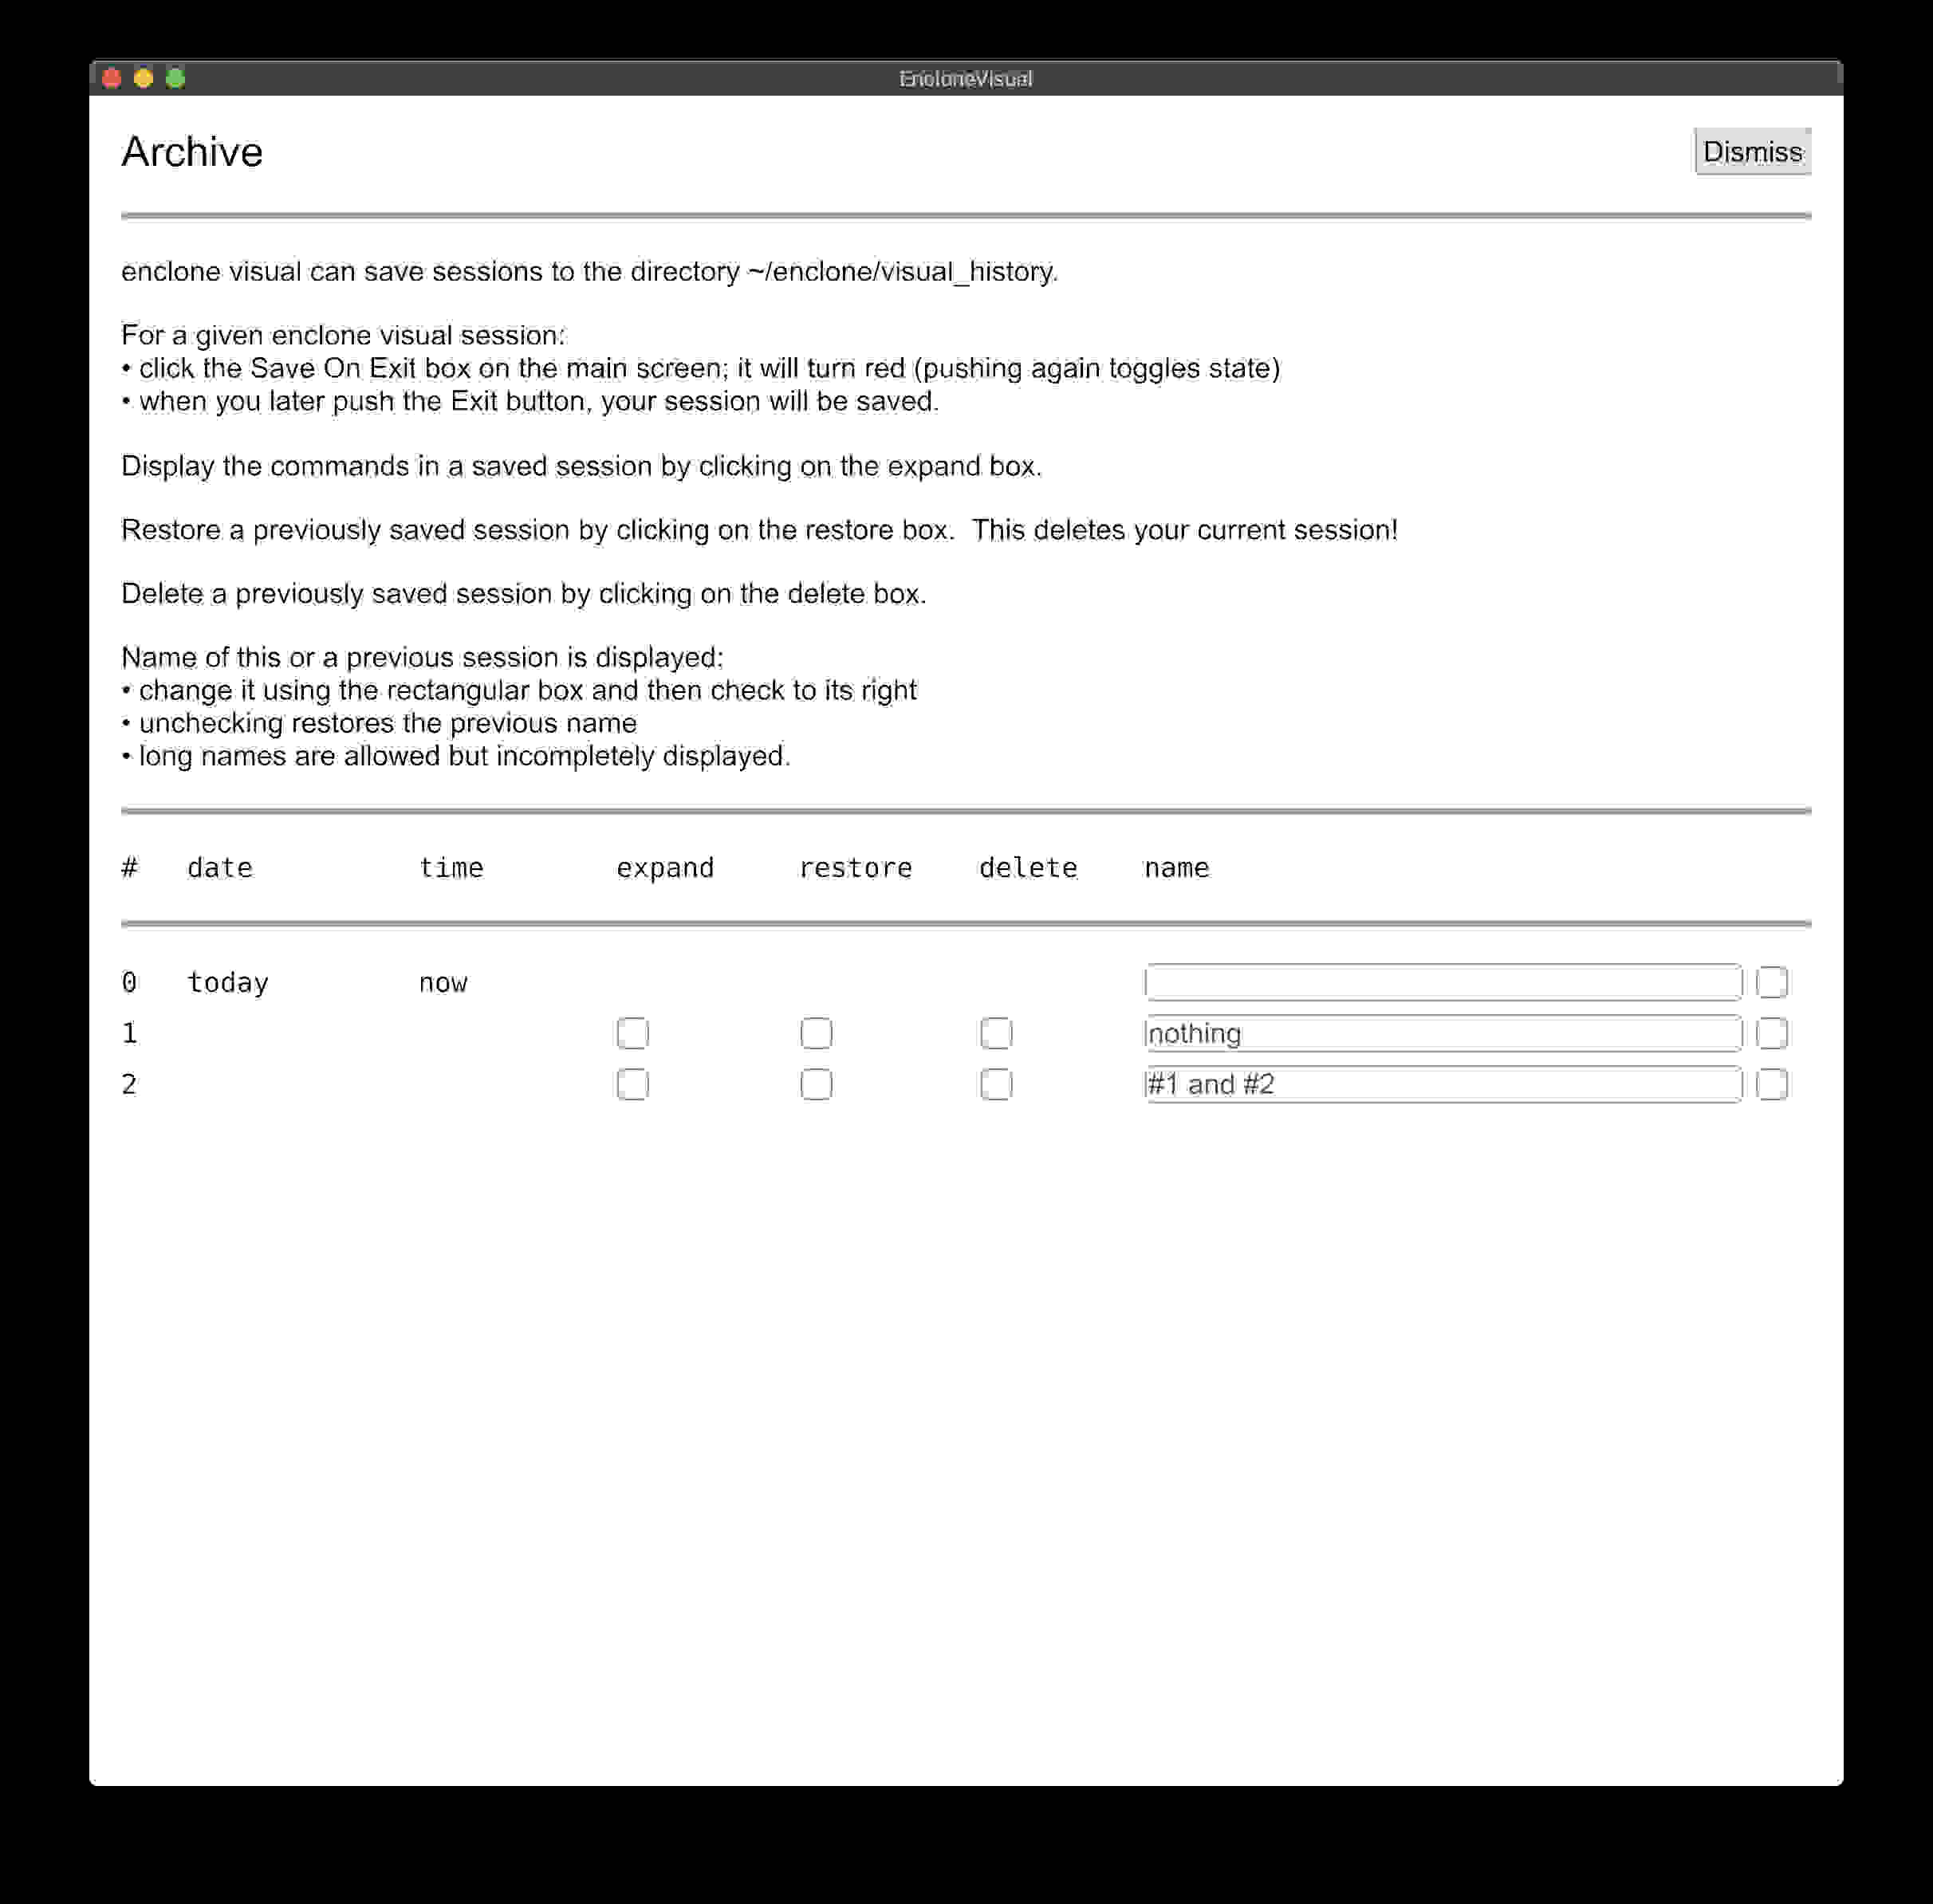 EncloneVisual
Archive
Dismiss
enclone visual can save sessions to the directory ~/enclone/visual_history.
For a given enclone visual session:
• click the Save On Exit box on the main screen; it will turn red (pushing again toggles state)
• when you later push the Exit button, your session will be saved.
Display the commands in a saved session by clicking on the expand box.
Restore a previously saved session by clicking on the restore box.  This deletes your current session!
Delete a previously saved session by clicking on the delete box.
Name of this or a previous session is displayed:
• change it using the rectangular box and then check to its right
• unchecking restores the previous name
• long names are allowed but incompletely displayed.
# date time expand restore delete name
0 today now
1 nothing
2 #1 and #2